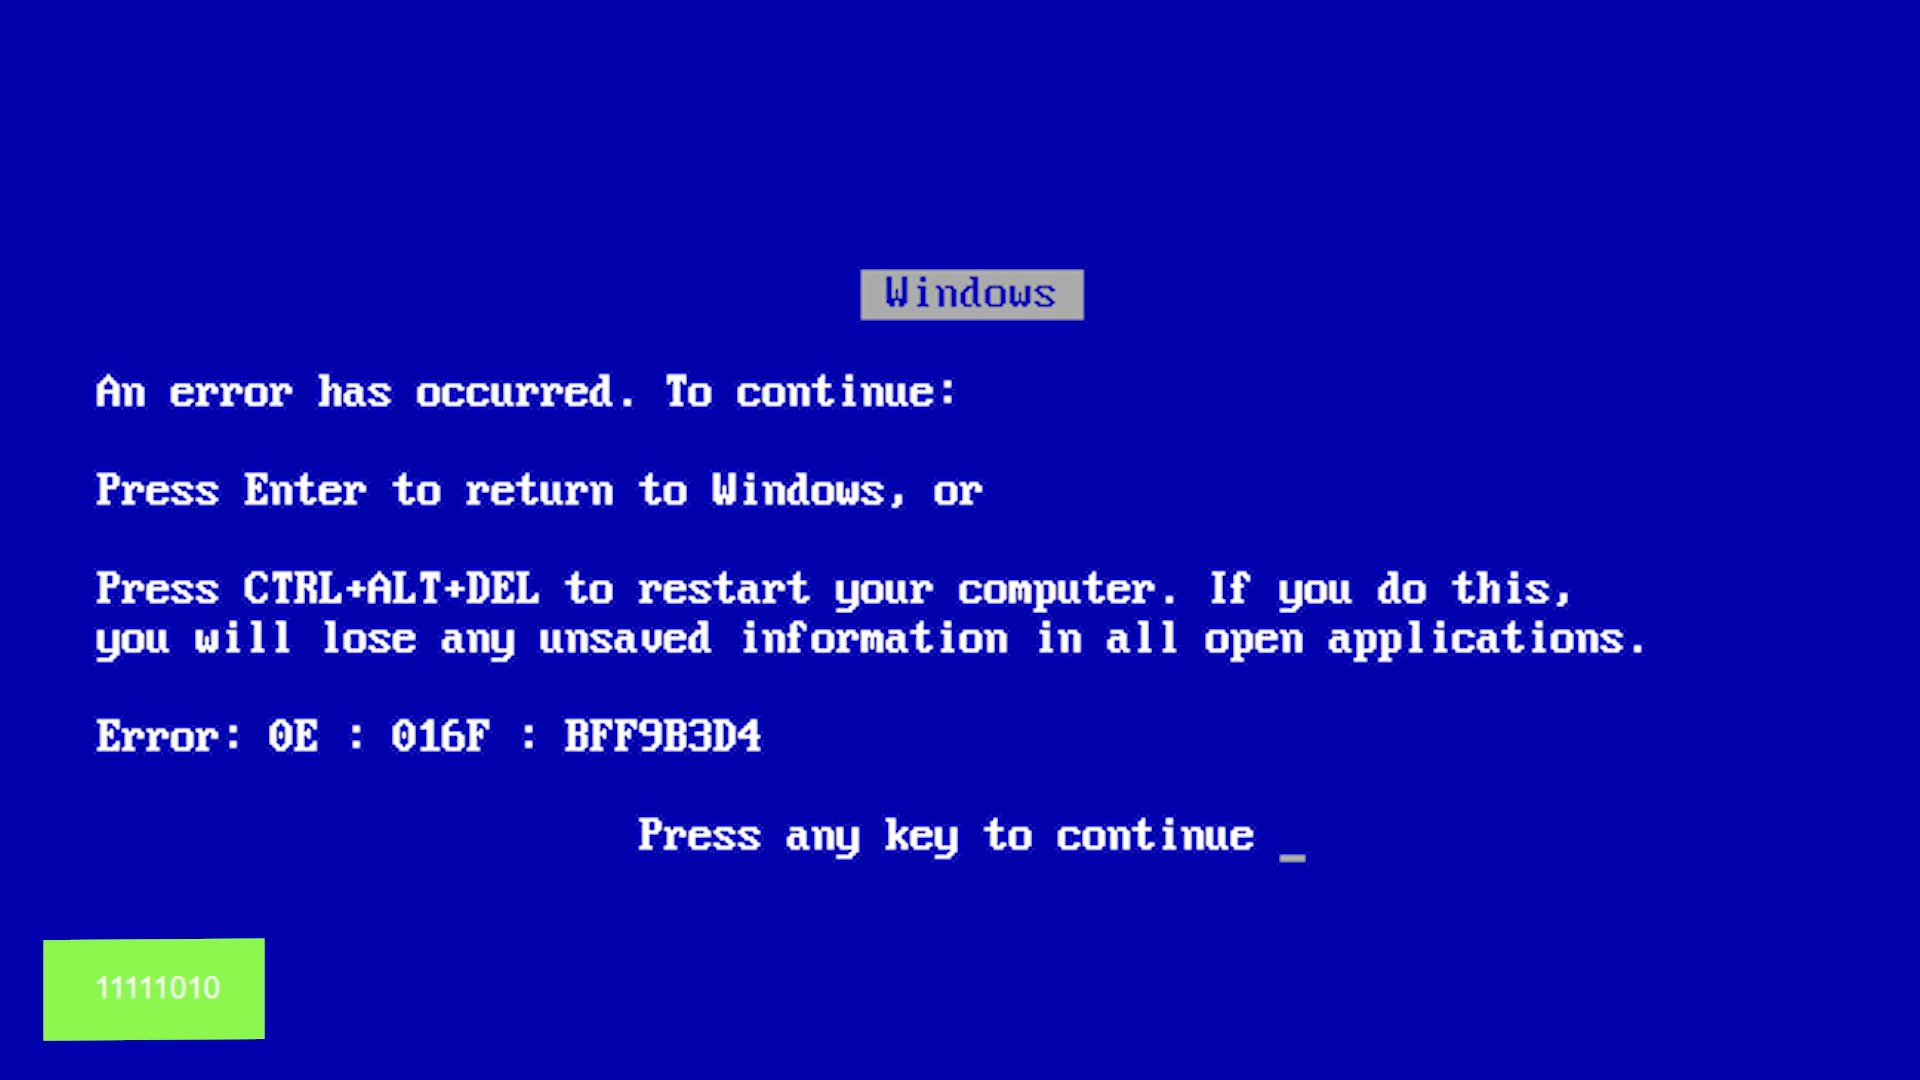 Windows
An error has occurred. To continue:
Press Enter to return to Windows, or
Press CTRL+ALT+DEL to restart your computer. If you do this,
you will lose any unsaved information in all open applications.
Error: 0E : 016F : BFF9B3D4
Press any key to continue _
11111010